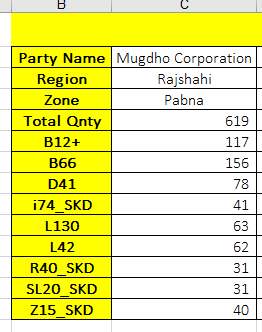 B C
Party Name Mugdho Corporation
Region Rajshahi
Zone Pabna
Total Qnty 619
B12+ 117
B66 156
D41 78
i74_SKD 41
L130 63
L42 62
R40_SKD 31
SL20_SKD 31
Z15_SKD 40